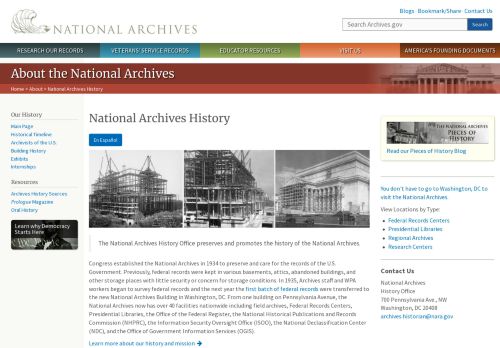 Blogs · Bookmark/Share · Contact Us
NATIONAL ARCHIVES
Search Archives.gov
Search
RESEARCH OUR RECORDS
VETERANS' SERVICE RECORDS
EDUCATOR RESOURCES
VISIT US
AMERICA'S FOUNDING DOCUMENTS
About the National Archives
Home > About > National Archives History
Our History
Main Page
Historical Timeline
Archivists of the U.S.
Building History
Exhibits
Internships
Resources
Archives History Sources
Prologue Magazine
Oral History
Learn why Democracy
Starts Here
National Archives History
En Español
The National Archives History Office preserves and promotes the history of the National Archives.
Congress established the National Archives in 1934 to preserve and care for the records of the U.S.
Government. Previously, federal records were kept in various basements, attics, abandoned buildings, and
other storage places with little security or concern for storage conditions. In 1935, Archives staff and WPA
workers began to survey federal records and the next year the first batch of federal records were transferred to
the new National Archives Building in Washington, DC. From one building on Pennsylvania Avenue, the
National Archives now has over 40 facilities nationwide including field archives, Federal Records Centers,
Presidential Libraries, the Office of the Federal Register, the National Historical Publications and Records
Commission (NHPRC), the Information Security Oversight Office (ISOO), the National Declassification Center
(NDC), and the Office of Government Information Services (OGIS).
Learn more about our history and mission
THE NATIONAL ARCHIVES
PIECES OF
HISTORY
Read our Pieces of History Blog
You don't have to go to Washington, DC to
visit the National Archives.
View Locations by Type:
Federal Records Centers
Presidential Libraries
Regional Archives
Research Centers
Contact Us
National Archives
History Office
700 Pennsylvania Ave., NW
Washington, DC 20408
archives.historian@nara.gov